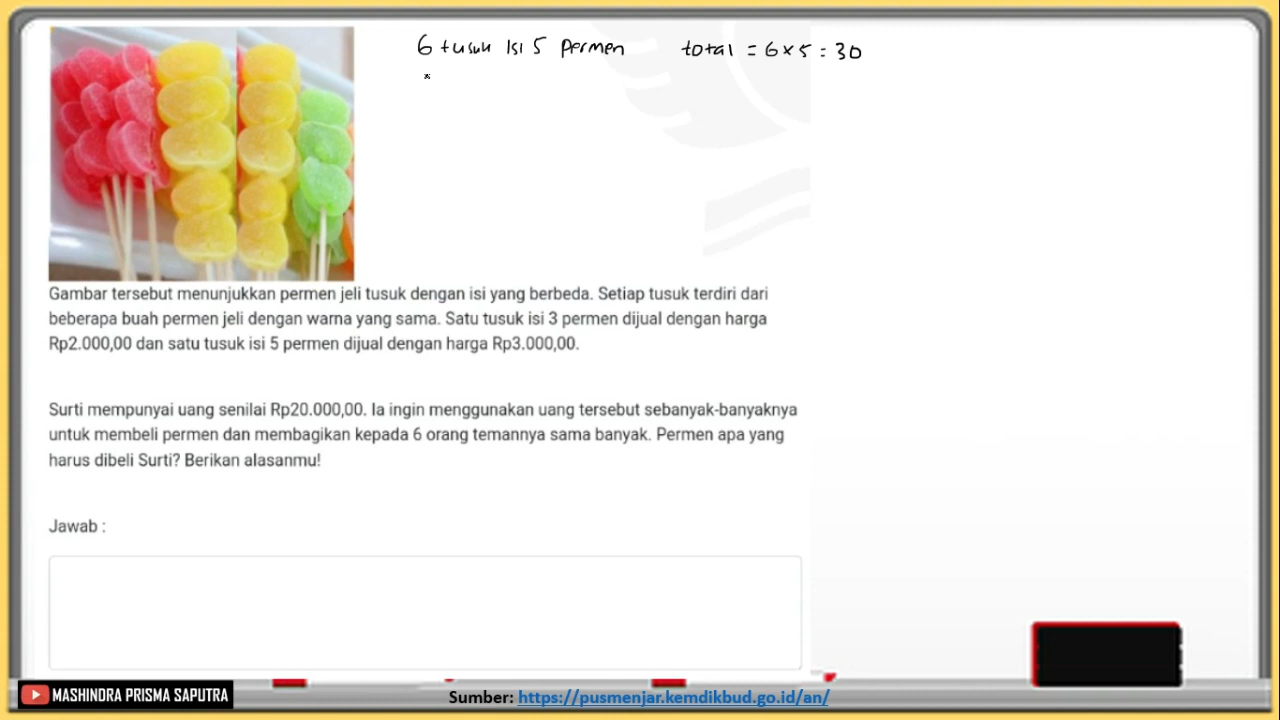 6 tusuk isi 5 permen total = 6 x 5 = 30
Gambar tersebut menunjukkan permen jeli tusuk dengan isi yang berbeda. Setiap tusuk terdiri dari
beberapa buah permen jeli dengan warna yang sama. Satu tusuk isi 3 permen dijual dengan harga
Rp2.000,00 dan satu tusuk isi 5 permen dijual dengan harga Rp3.000,00.
Surti mempunyai uang senilai Rp20.000,00. Ia ingin menggunakan uang tersebut sebanyak-banyaknya
untuk membeli permen dan membagikan kepada 6 orang temannya sama banyak. Permen apa yang
harus dibeli Surti? Berikan alasanmu!
Jawab :
MASHINDRA PRISMA SAPUTRA
Sumber: https://pusmenjar.kemdikbud.go.id/an/